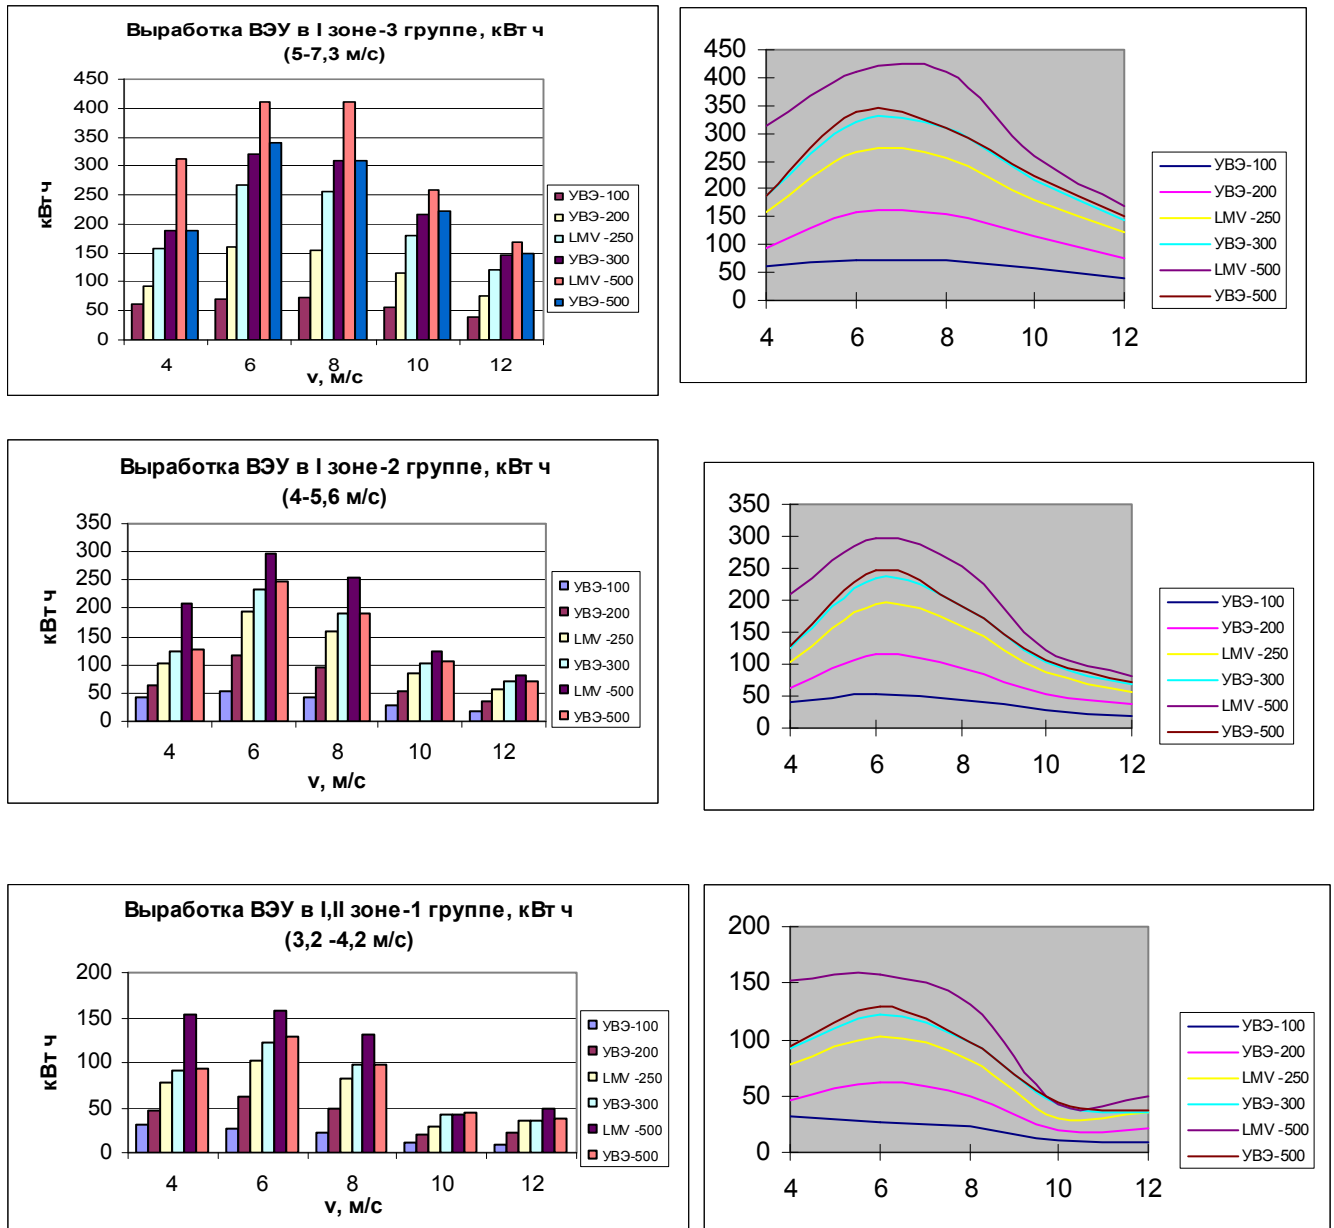 Выработка ВЭУ в I зоне-3 группе, кВт ч
(5-7,3 м/с)
кВт ч
450
400
350
300
250
200
150
100
50
0
4 6 8 10 12
v, м/с
УВЭ-100
УВЭ-200
LMV -250
УВЭ-300
LMV -500
УВЭ-500
450
400
350
300
250
200
150
100
50
0
4 6 8 10 12
УВЭ-100
УВЭ-200
LMV -250
УВЭ-300
LMV -500
УВЭ-500
Выработка ВЭУ в I зоне-2 группе, кВт ч
(4-5,6 м/с)
кВт ч
350
300
250
200
150
100
50
0
4 6 8 10 12
v, м/с
УВЭ-100
УВЭ-200
LMV -250
УВЭ-300
LMV -500
УВЭ-500
350
300
250
200
150
100
50
0
4 6 8 10 12
УВЭ-100
УВЭ-200
LMV -250
УВЭ-300
LMV -500
УВЭ-500
Выработка ВЭУ в I,II зоне-1 группе, кВт ч
(3,2 -4,2 м/с)
кВт ч
200
150
100
50
0
4 6 8 10 12
v, м/с
УВЭ-100
УВЭ-200
LMV -250
УВЭ-300
LMV -500
УВЭ-500
200
150
100
50
0
4 6 8 10 12
УВЭ-100
УВЭ-200
LMV -250
УВЭ-300
LMV -500
УВЭ-500